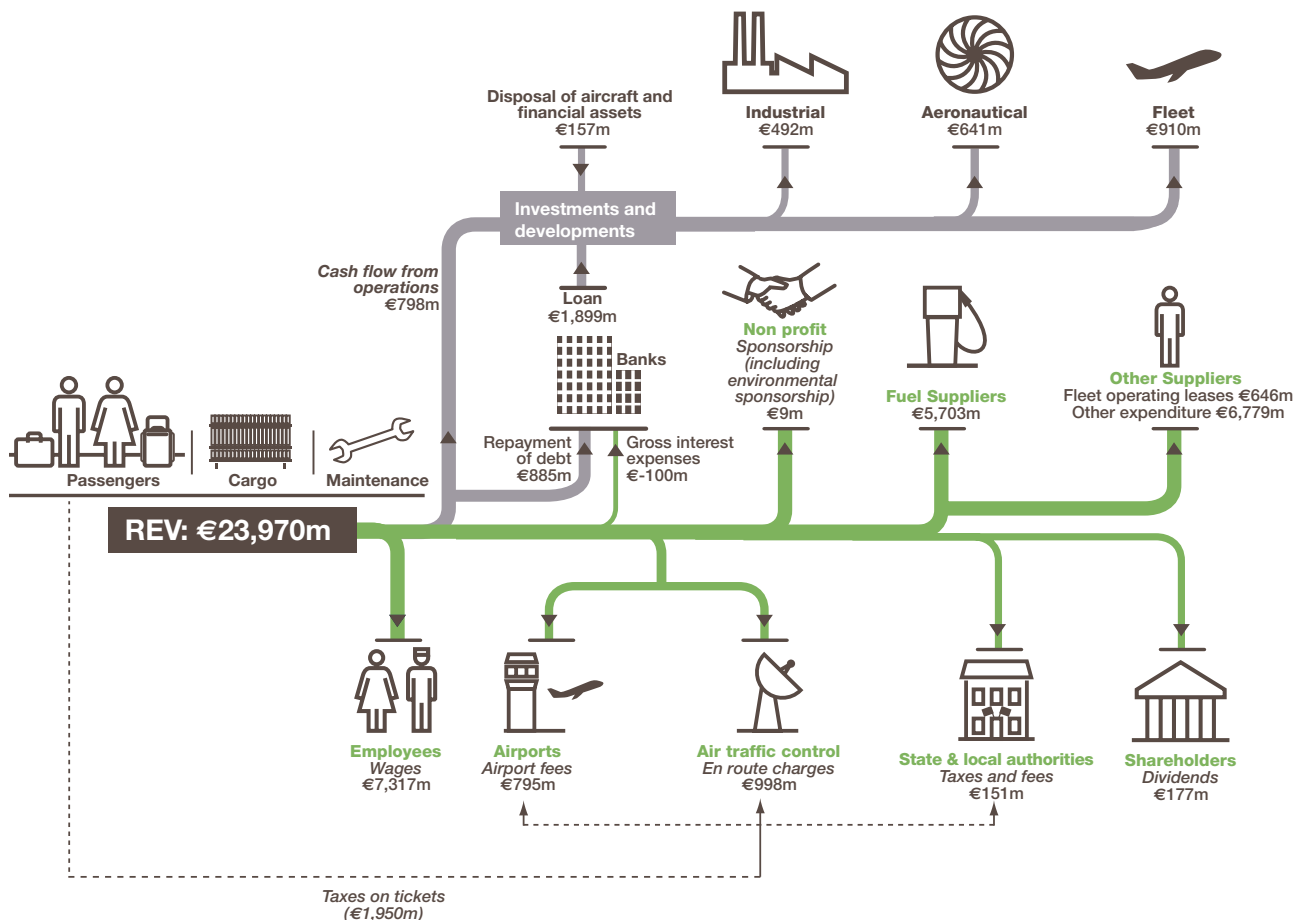 Disposal of aircraft and
financial assets
€157m
Industrial
€492m
Aeronautical
€641m
Fleet
€910m
Investments and
developments
Cash flow from
operations
€798m
Loan
€1,899m
Banks
Non profit
Sponsorship
(including
environmental
sponsorship)
€9m
Fuel Suppliers
€5,703m
Other Suppliers
Fleet operating leases €646m
Other expenditure €6,779m
Repayment
of debt
€885m
Gross interest
expenses
€-100m
Passengers
Cargo
Maintenance
REV: €23,970m
Employees
Wages
€7,317m
Airports
Airport fees
€795m
Air traffic control
En route charges
€998m
State & local authorities
Taxes and fees
€151m
Shareholders
Dividends
€177m
Taxes on tickets
(€1,950m)